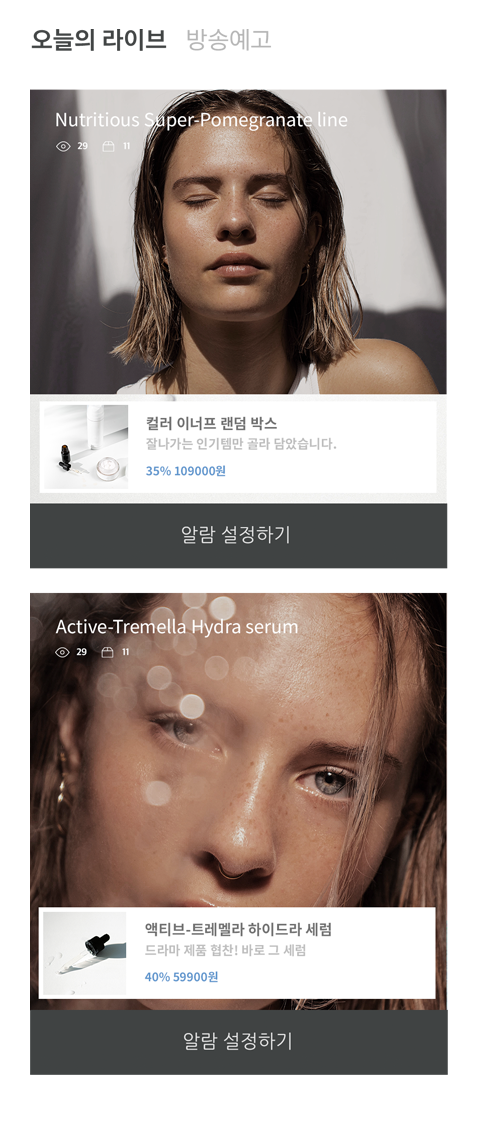 오늘의 라이브 방송예고
Nutritious Super-Pomegranate line
29 11
컬러 이너프 랜덤 박스
잘나가는 인기템만 골라 담았습니다.
35% 109000원
알람 설정하기
Active-Tremella Hydra serum
29 11
액티브-트레멜라 하이드라 세럼
드라마 제품 협찬! 바로 그 세럼
40% 59900원
알람 설정하기